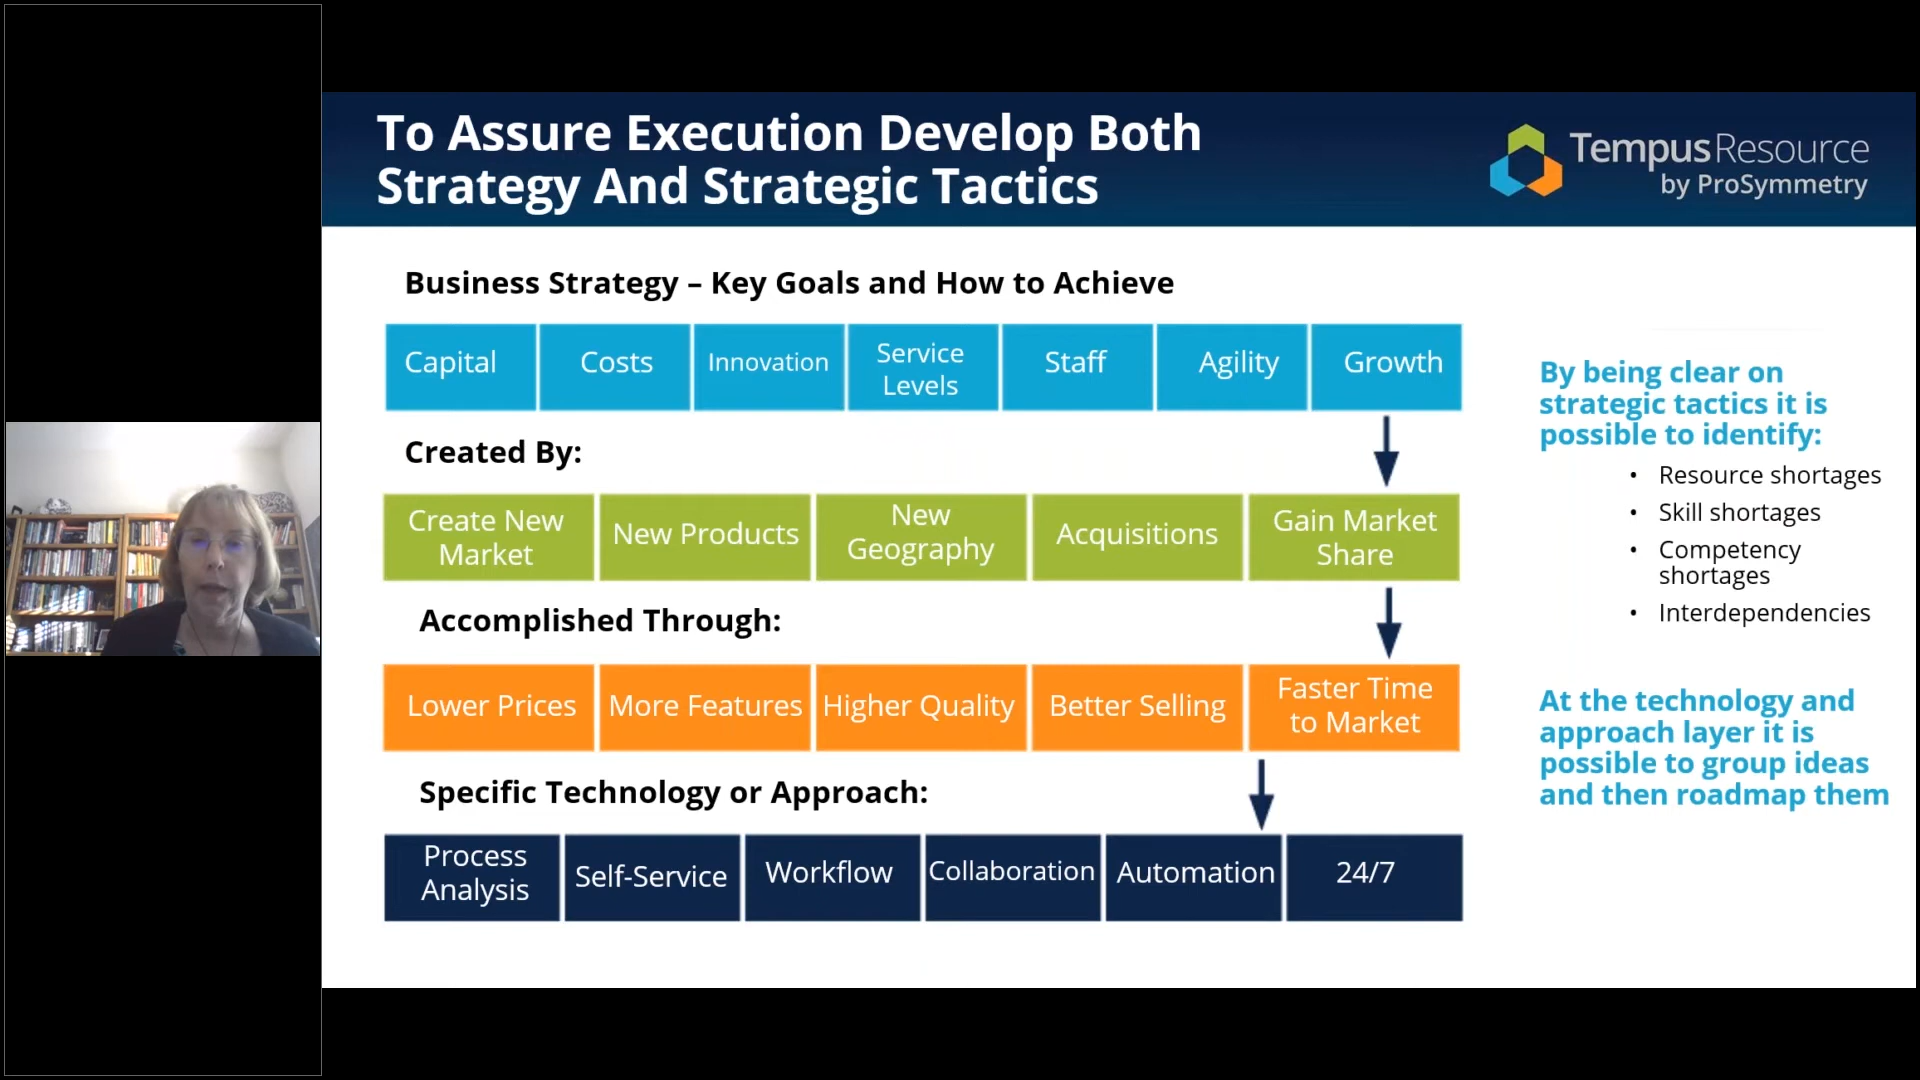 To Assure Execution Develop Both
Strategy And Strategic Tactics
TempusResource
by ProSymmetry
Business Strategy – Key Goals and How to Achieve
Capital
Costs
Innovation
Service
Levels
Staff
Agility
Growth
Created By:
Create New
Market
New Products
New
Geography
Acquisitions
Gain Market
Share
Accomplished Through:
Lower Prices
More Features
Higher Quality
Better Selling
Faster Time
to Market
Specific Technology or Approach:
Process
Analysis
Self-Service
Workflow
Collaboration
Automation
24/7
By being clear on
strategic tactics it is
possible to identify:
• Resource shortages
• Skill shortages
• Competency
shortages
• Interdependencies
At the technology and
approach layer it is
possible to group ideas
and then roadmap them